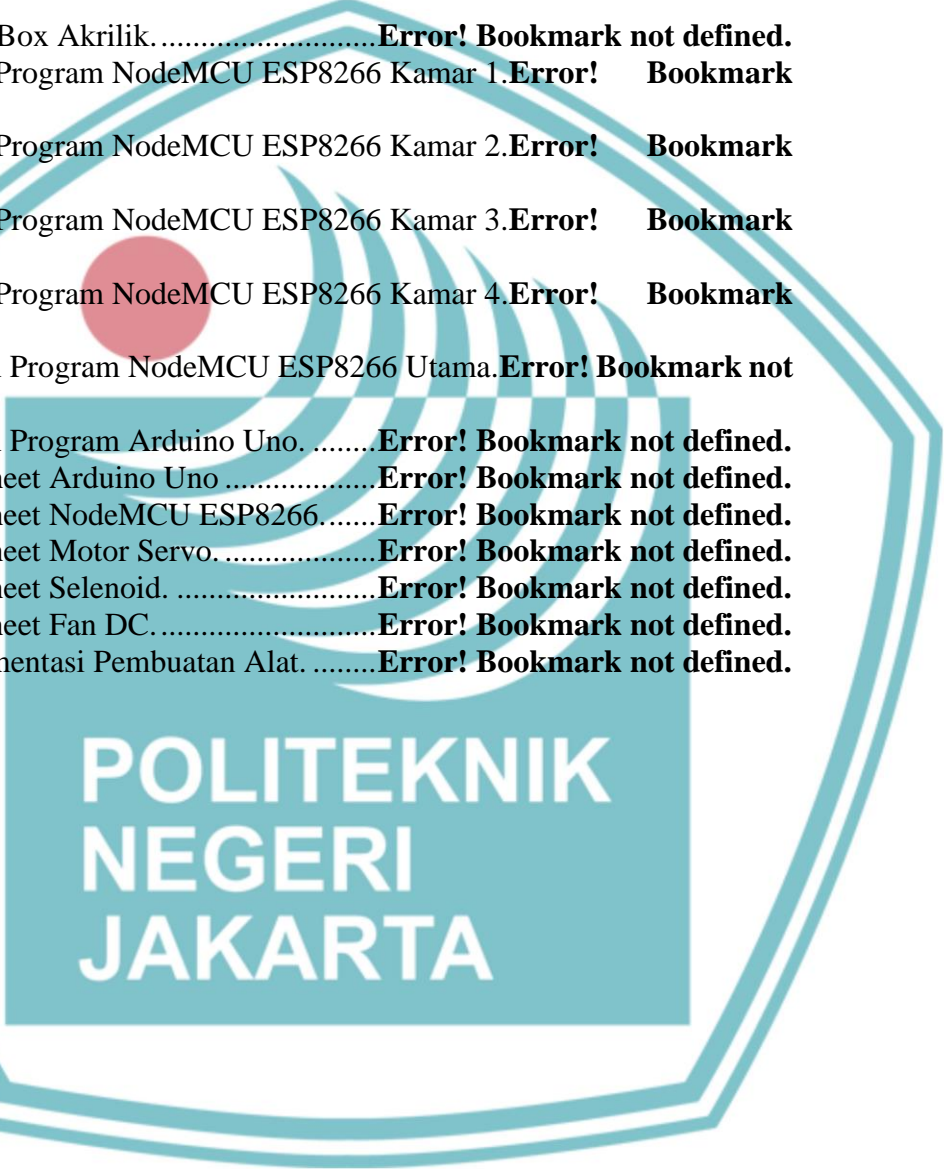 Box Akrilik. ........................... Error! Bookmark not defined.
Program NodeMCU ESP8266 Kamar 1. Error! Bookmark
Program NodeMCU ESP8266 Kamar 2. Error! Bookmark
Program NodeMCU ESP8266 Kamar 3. Error! Bookmark
Program NodeMCU ESP8266 Kamar 4. Error! Bookmark
Program NodeMCU ESP8266 Utama. Error! Bookmark not
Program Arduino Uno. ........ Error! Bookmark not defined.
heet Arduino Uno ................... Error! Bookmark not defined.
heet NodeMCU ESP8266. ...... Error! Bookmark not defined.
heet Motor Servo. ................... Error! Bookmark not defined.
heet Selenoid. ......................... Error! Bookmark not defined.
heet Fan DC. ........................... Error! Bookmark not defined.
mentasi Pembuatan Alat. ........ Error! Bookmark not defined.
POLITEKNIK
NEGERI
JAKARTA